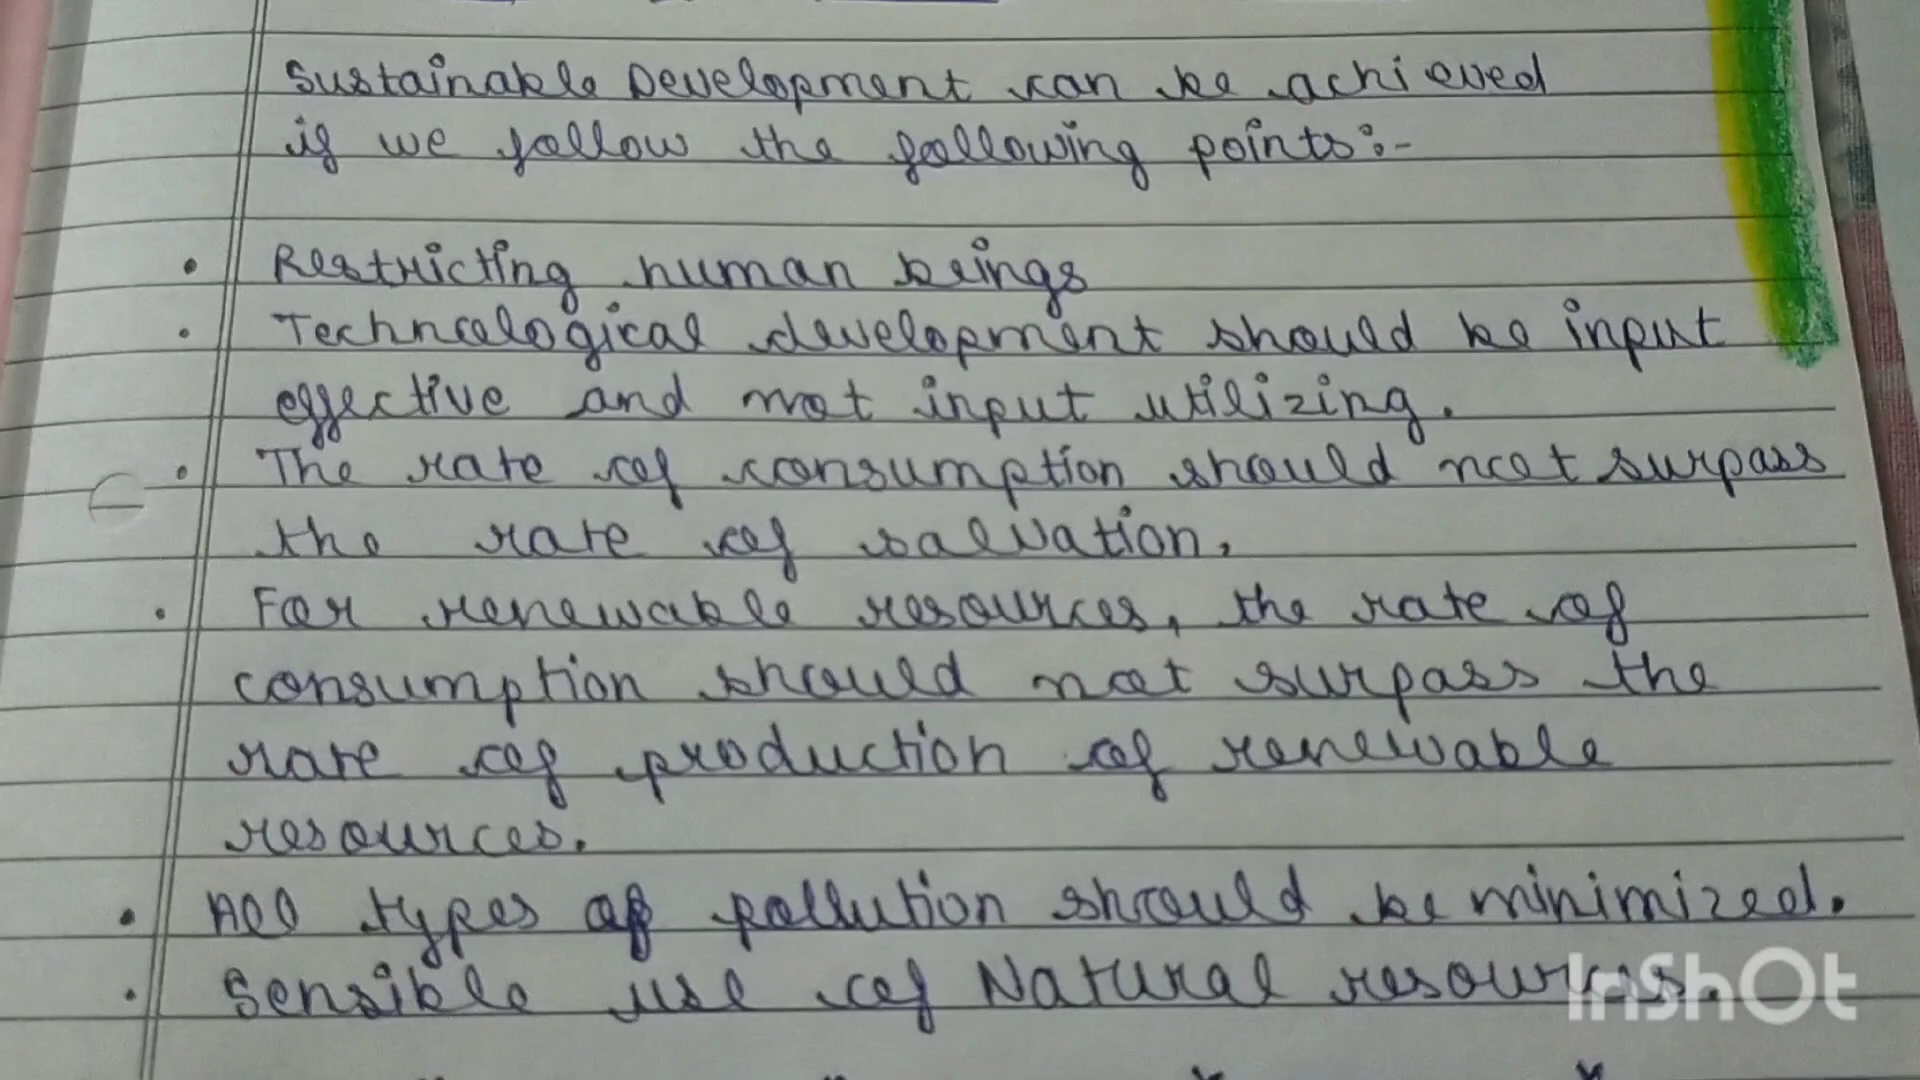 Sustainable Development can be achieved
if we follow the following points:-
• Restricting human beings
• Technological development should be input
effective and not input utilizing.
• The rate of consumption should not surpass
the rate of salvation.
• For renewable resources, the rate of
consumption should not surpass the
rate of production of renewable
resources.
• All types of pollution should be minimized.
• Sensible use of Natural resources.
InShOt